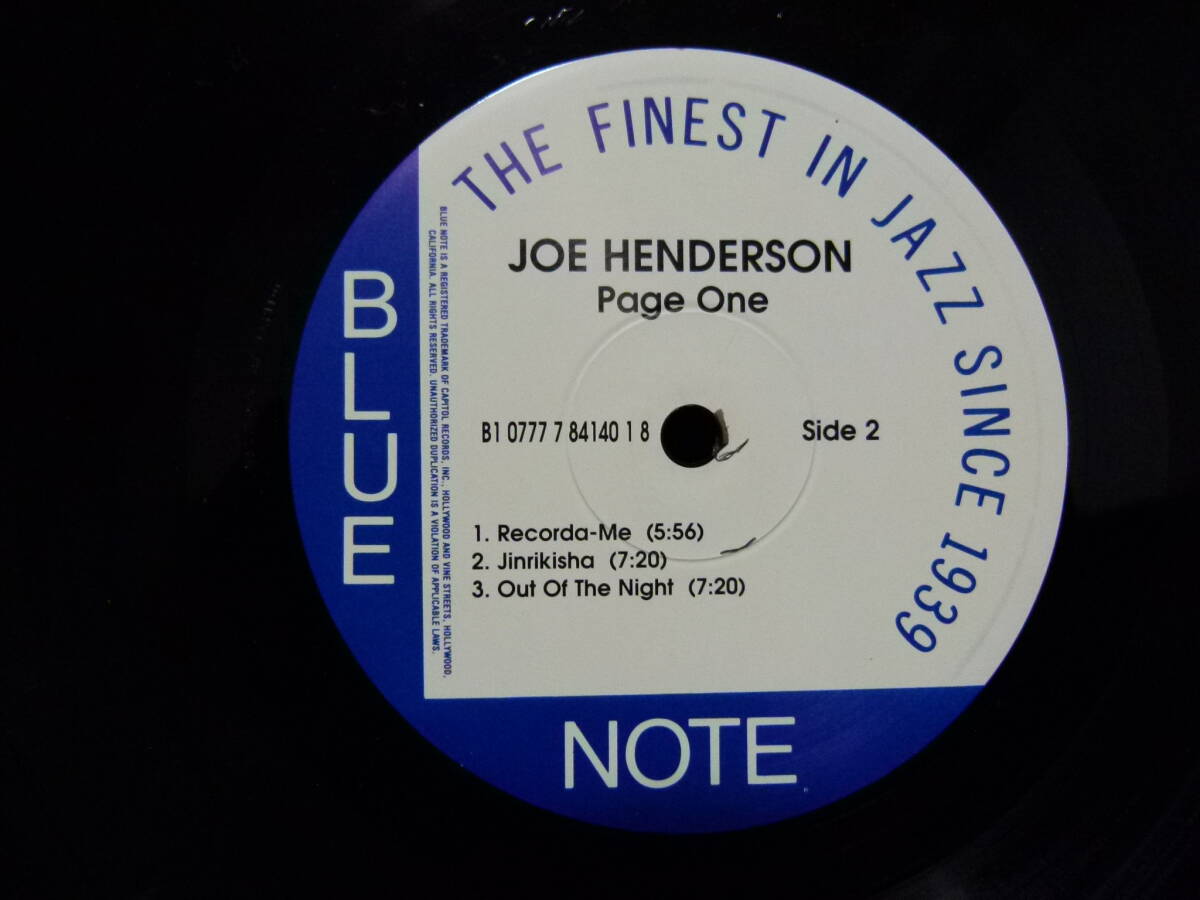 THE FINEST IN JAZZ SINCE 1939
JOE HENDERSON
Page One
B1 0777 7 84140 1 8
Side 2
1. Recorda-Me (5:56)
2. Jinrikisha (7:20)
3. Out Of The Night (7:20)
BLUE
NOTE
BLUE NOTE IS A REGISTERED TRADEMARK OF CAPITOL RECORDS, INC., HOLLYWOOD AND VINE STREETS, HOLLYWOOD,
CALIFORNIA. ALL RIGHTS RESERVED. UNAUTHORIZED DUPLICATION IS A VIOLATION OF APPLICABLE LAWS.